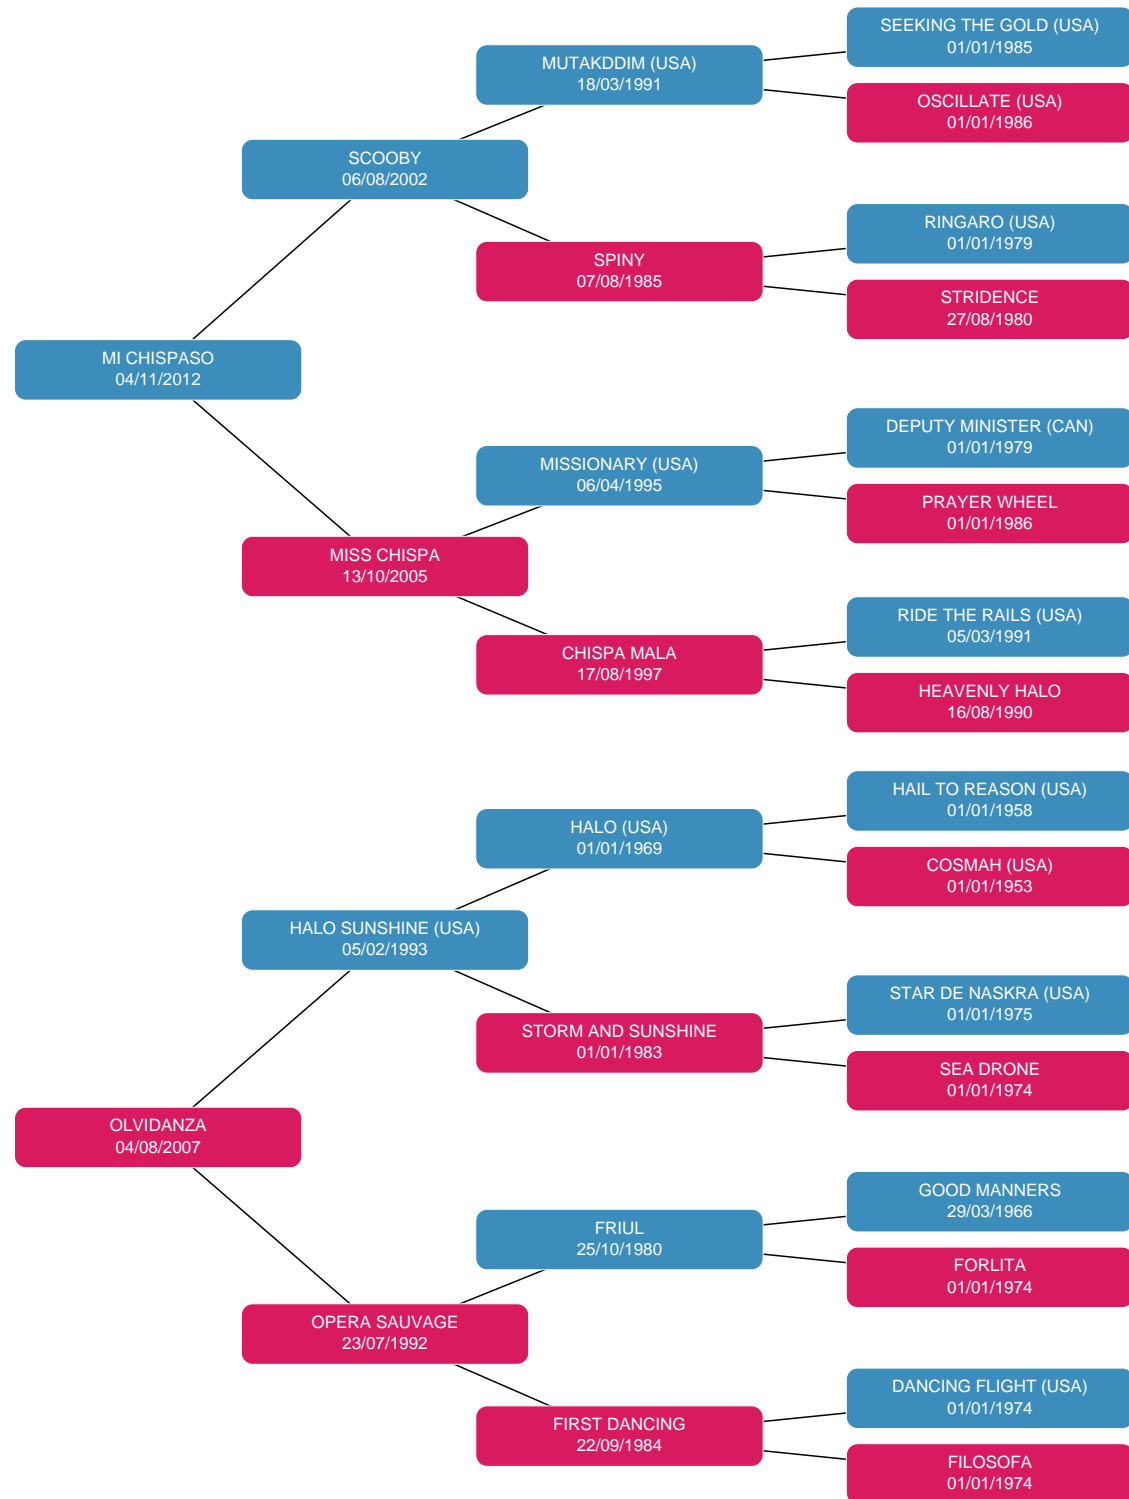 SEEKING THE GOLD (USA)
01/01/1985
MUTAKDDIM (USA)
18/03/1991
OSCILLATE (USA)
01/01/1986
SCOOBY
06/08/2002
RINGARO (USA)
01/01/1979
SPINY
07/08/1985
STRIDENCE
27/08/1980
MI CHISPASO
04/11/2012
DEPUTY MINISTER (CAN)
01/01/1979
MISSIONARY (USA)
06/04/1995
PRAYER WHEEL
01/01/1986
MISS CHISPA
13/10/2005
RIDE THE RAILS (USA)
05/03/1991
CHISPA MALA
17/08/1997
HEAVENLY HALO
16/08/1990
HAIL TO REASON (USA)
01/01/1958
HALO (USA)
01/01/1969
COSMAH (USA)
01/01/1953
HALO SUNSHINE (USA)
05/02/1993
STAR DE NASKRA (USA)
01/01/1975
STORM AND SUNSHINE
01/01/1983
SEA DRONE
01/01/1974
OLVIDANZA
04/08/2007
GOOD MANNERS
29/03/1966
FRIUL
25/10/1980
FORLITA
01/01/1974
OPERA SAUVAGE
23/07/1992
DANCING FLIGHT (USA)
01/01/1974
FIRST DANCING
22/09/1984
FILOSOFA
01/01/1974